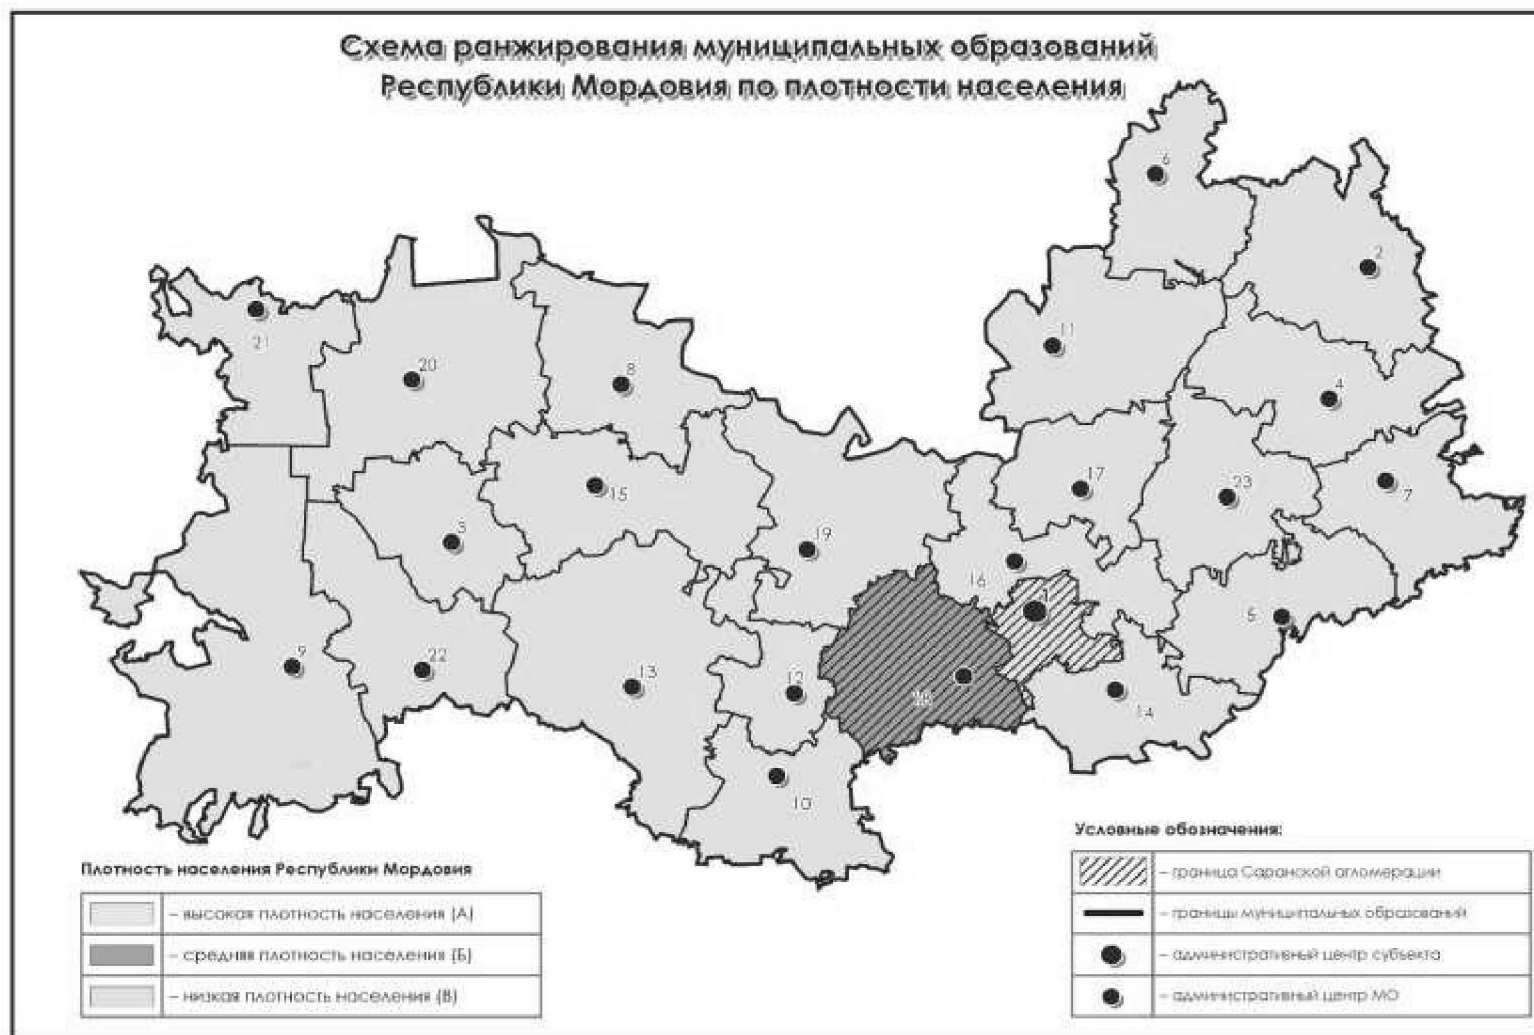 Схема ранжирования муниципальных образований
Республики Мордовия по плотности населения
6
2
21
20
8
11
4
15
17
23
7
3
19
16
1
5
9
22
13
12
18
14
10
Плотность населения Республики Мордовия
– высокая плотность населения (А)
– средняя плотность населения (Б)
– низкая плотность населения (В)
Условные обозначения:
– граница Саранской агломерации
– границы муниципальных образований
– административный центр субъекта
– административный центр МО